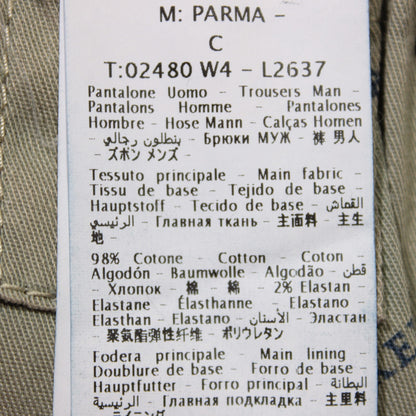 M: PARMA -
C
T:02480 W4 - L2637
Pantalone Uomo - Trousers Man -
Pantalons Homme - Pantalones
Hombre - Hose Mann - Calças Homen
- بنطلون رجالي - Брюки МУЖ - 裤 男人
- ズボン メンズ -
Tessuto principale - Main fabric -
Tissu de base - Tejido de base -
Hauptstoff - Tecido de base - القماش
الرئيسي - Главная ткань - 主面料 - 主生
地 -
98% Cotone - Cotton - Coton -
Algodón - Baumwolle - Algodão - قطن
- Хлопок - 棉 - 綿 - 2% Elastan
Elastane - Élasthanne - Elastano -
Elasthan - Elastano - الأستان - Эластан
- 聚氨酯弹性纤维 - ポリウレタン
Fodera principale - Main lining -
Doublure de base - Forro de base -
Hauptfutter - Forro principal - البطانة
الرئيسية - Главная подкладка - 主里料